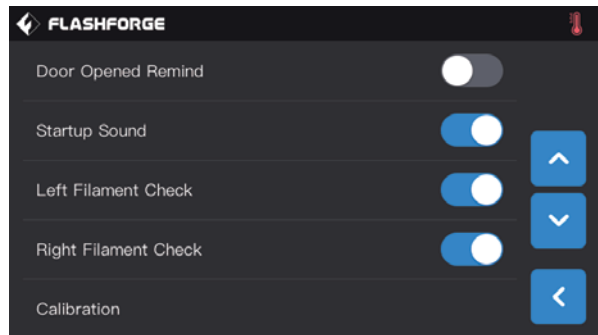 FLASHFORGE
Door Opened Remind
Startup Sound
Left Filament Check
Right Filament Check
Calibration